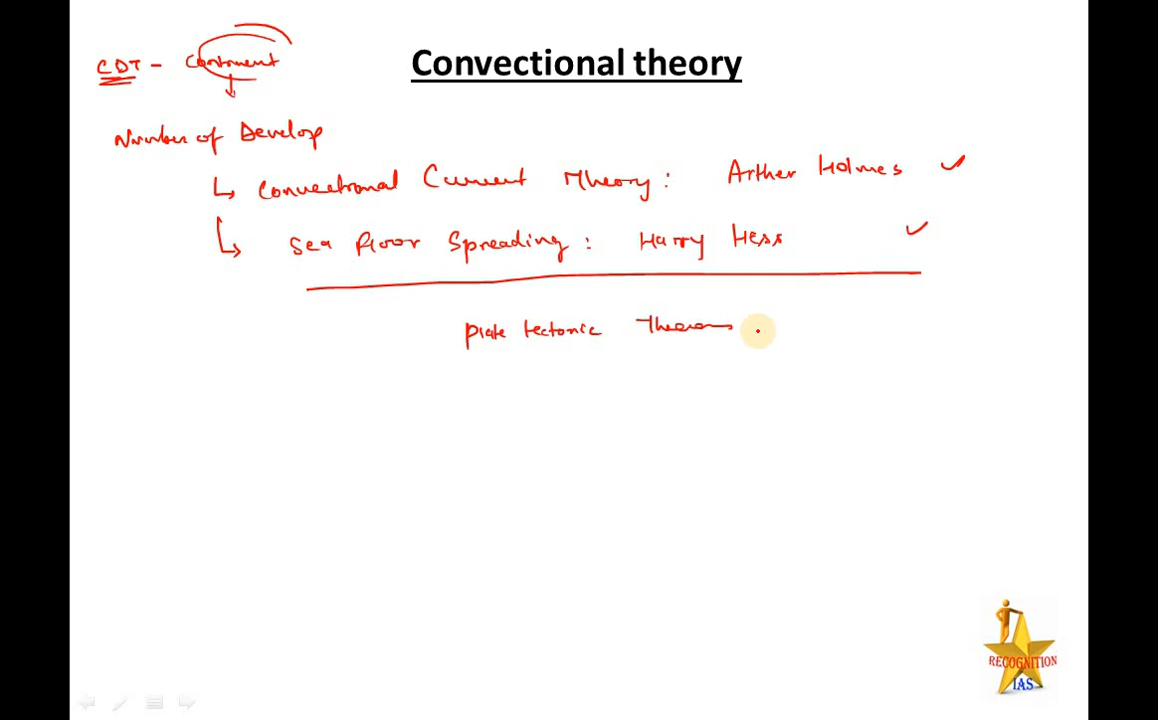 Convectional theory
CDT - Continent
Number of Develop
Convectional Current Theory : Arther Holmes
Sea Floor Spreading : Harry Hess
Plate tectonic
RECOGNITION
IAS